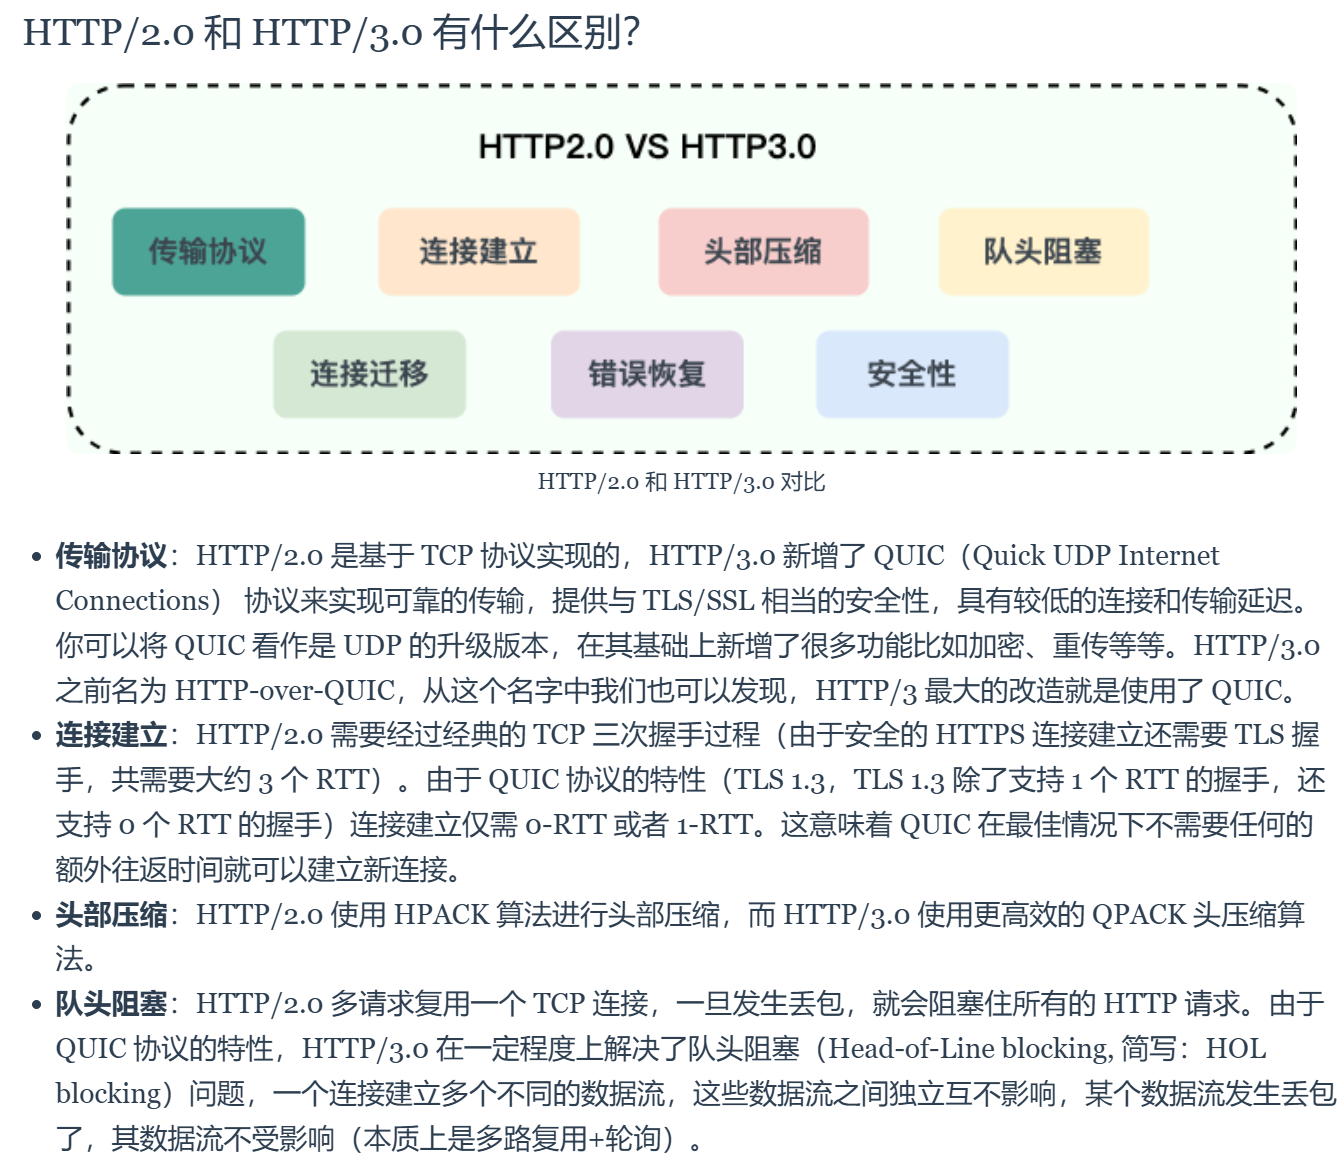 HTTP/2.0 和 HTTP/3.0 有什么区别？
HTTP2.0 VS HTTP3.0
传输协议 连接建立 头部压缩 队头阻塞
连接迁移 错误恢复 安全性
HTTP/2.0 和 HTTP/3.0 对比
• 传输协议：HTTP/2.0 是基于 TCP 协议实现的，HTTP/3.0 新增了 QUIC（Quick UDP Internet
Connections） 协议来实现可靠的传输，提供与 TLS/SSL 相当的安全性，具有较低的连接和传输延迟。
你可以将 QUIC 看作是 UDP 的升级版本，在其基础上新增了很多功能比如加密、重传等等。HTTP/3.0
之前名为 HTTP-over-QUIC，从这个名字中我们也可以发现，HTTP/3 最大的改造就是使用了 QUIC。
• 连接建立：HTTP/2.0 需要经过经典的 TCP 三次握手过程（由于安全的 HTTPS 连接建立还需要 TLS 握
手，共需要大约 3 个 RTT）。由于 QUIC 协议的特性（TLS 1.3，TLS 1.3 除了支持 1 个 RTT 的握手，还
支持 0 个 RTT 的握手）连接建立仅需 0-RTT 或者 1-RTT。这意味着 QUIC 在最佳情况下不需要任何的
额外往返时间就可以建立新连接。
• 头部压缩：HTTP/2.0 使用 HPACK 算法进行头部压缩，而 HTTP/3.0 使用更高效的 QPACK 头压缩算
法。
• 队头阻塞：HTTP/2.0 多请求复用一个 TCP 连接，一旦发生丢包，就会阻塞住所有的 HTTP 请求。由于
QUIC 协议的特性，HTTP/3.0 在一定程度上解决了队头阻塞（Head-of-Line blocking, 简写：HOL
blocking）问题，一个连接建立多个不同的数据流，这些数据流之间独立互不影响，某个数据流发生丢包
了，其数据流不受影响（本质上是多路复用+轮询）。